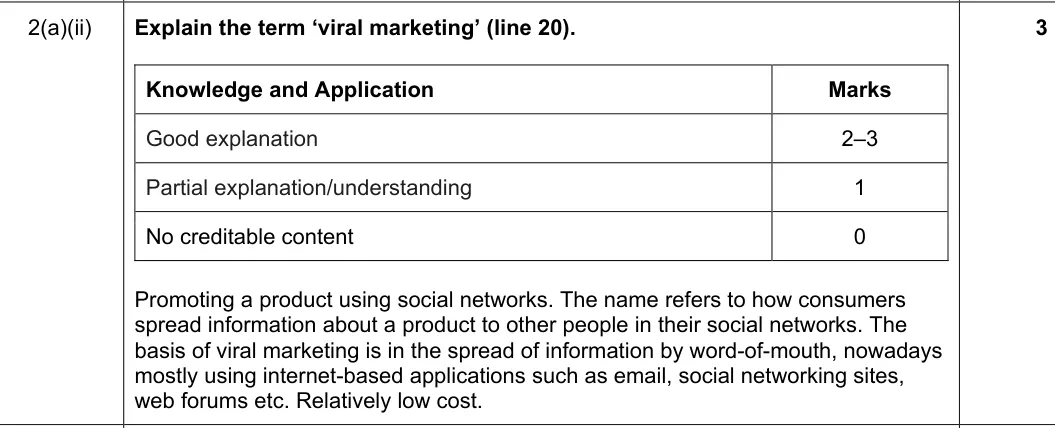 2(a)(ii) Explain the term ‘viral marketing’ (line 20). 3
Knowledge and Application Marks
Good explanation 2–3
Partial explanation/understanding 1
No creditable content 0
Promoting a product using social networks. The name refers to how consumers
spread information about a product to other people in their social networks. The
basis of viral marketing is in the spread of information by word-of-mouth, nowadays
mostly using internet-based applications such as email, social networking sites,
web forums etc. Relatively low cost.